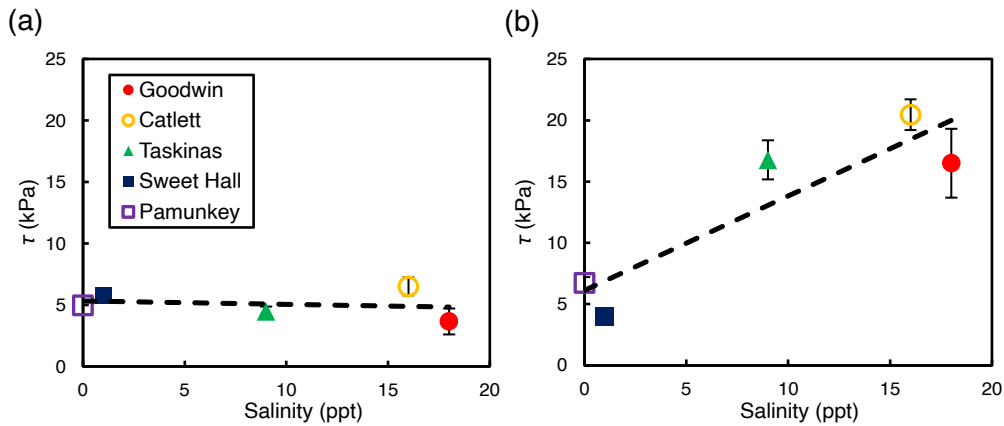 (a)
25
20
15
10
5
0
τ (kPa)
Goodwin
Catlett
Taskinas
Sweet Hall
Pamunkey
0 5 10 15 20
Salinity (ppt)
(b)
25
20
15
10
5
0
τ (kPa)
0 5 10 15 20
Salinity (ppt)